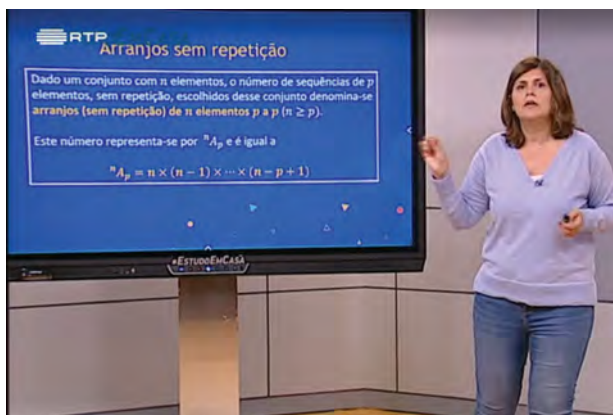 RTP
Arranjos sem repetição
Dado um conjunto com n elementos, o número de sequências de p
elementos, sem repetição, escolhidos desse conjunto denomina-se
arranjos (sem repetição) de n elementos p a p (n ≥ p).
Este número representa-se por ⁿAₚ e é igual a
ⁿAₚ = n × (n − 1) × ⋯ × (n − p + 1)
#ESTUDOEMCASA